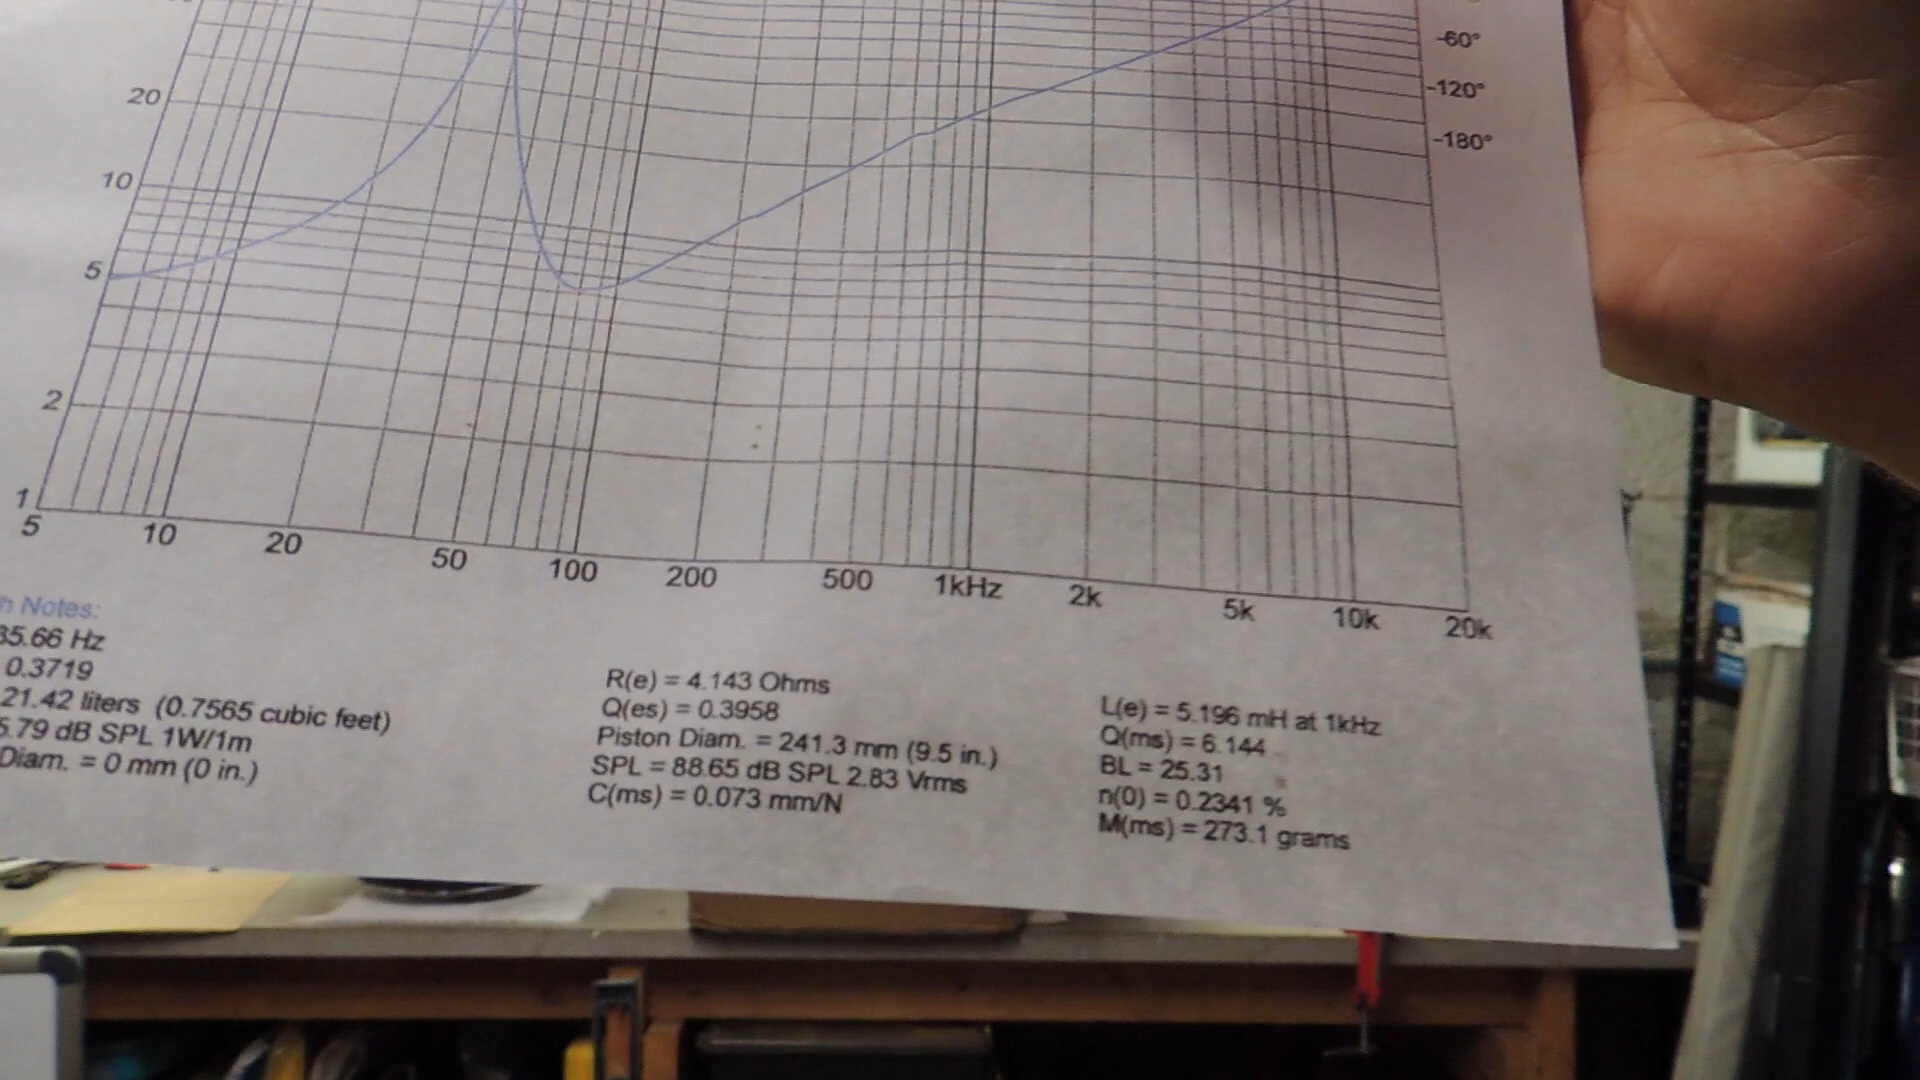 -60°
20
-120°
-180°
10
5
2
1
5
10
20
50
100
200
500
1kHz
2k
5k
10k
20k
Notes:
35.66 Hz
0.3719
21.42 liters (0.7565 cubic feet)
5.79 dB SPL 1W/1m
Diam. = 0 mm (0 in.)
R(e) = 4.143 Ohms
Q(es) = 0.3958
Piston Diam. = 241.3 mm (9.5 in.)
SPL = 88.65 dB SPL 2.83 Vrms
C(ms) = 0.073 mm/N
L(e) = 5.196 mH at 1kHz
Q(ms) = 6.144
BL = 25.31
n(0) = 0.2341 %
M(ms) = 273.1 grams